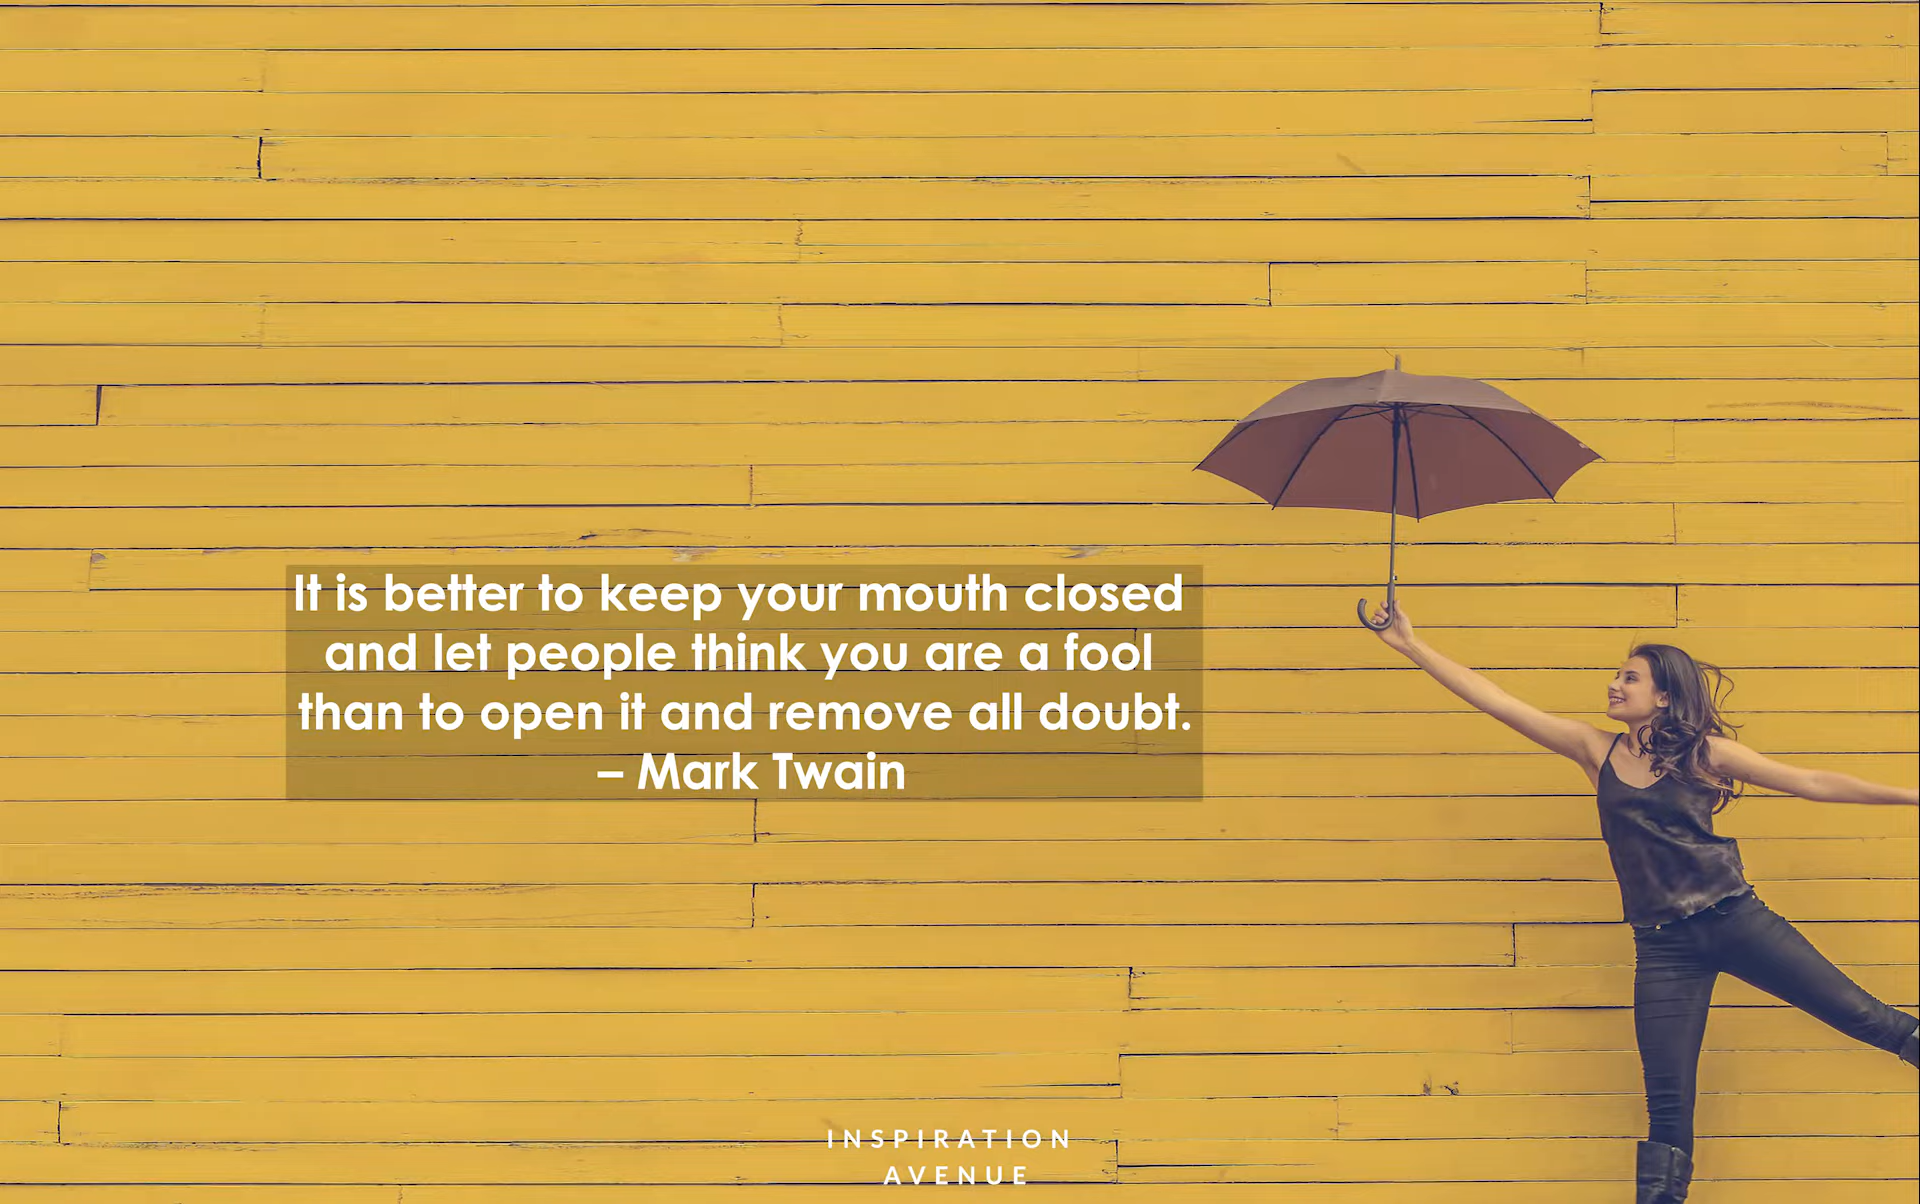 It is better to keep your mouth closed
and let people think you are a fool
than to open it and remove all doubt.
– Mark Twain
INSPIRATION
AVENUE